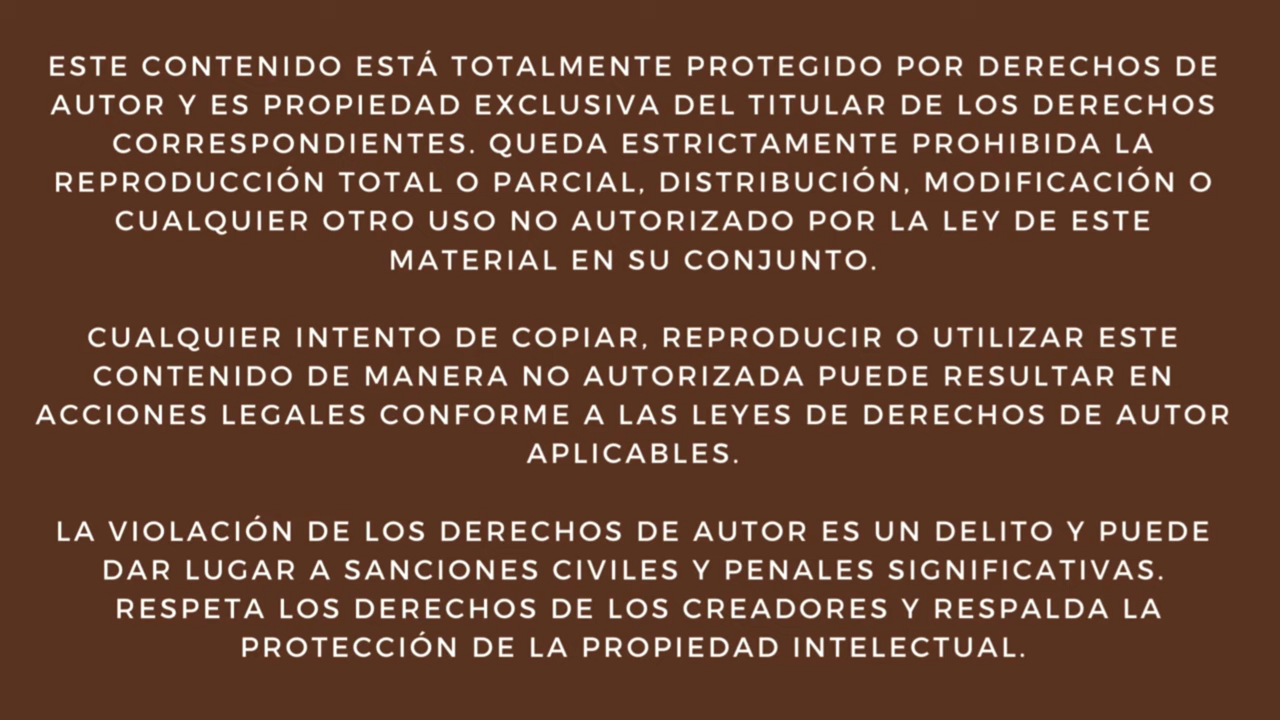 ESTE CONTENIDO ESTÁ TOTALMENTE PROTEGIDO POR DERECHOS DE
AUTOR Y ES PROPIEDAD EXCLUSIVA DEL TITULAR DE LOS DERECHOS
CORRESPONDIENTES. QUEDA ESTRICTAMENTE PROHIBIDA LA
REPRODUCCIÓN TOTAL O PARCIAL, DISTRIBUCIÓN, MODIFICACIÓN O
CUALQUIER OTRO USO NO AUTORIZADO POR LA LEY DE ESTE
MATERIAL EN SU CONJUNTO.
CUALQUIER INTENTO DE COPIAR, REPRODUCIR O UTILIZAR ESTE
CONTENIDO DE MANERA NO AUTORIZADA PUEDE RESULTAR EN
ACCIONES LEGALES CONFORME A LAS LEYES DE DERECHOS DE AUTOR
APLICABLES.
LA VIOLACIÓN DE LOS DERECHOS DE AUTOR ES UN DELITO Y PUEDE
DAR LUGAR A SANCIONES CIVILES Y PENALES SIGNIFICATIVAS.
RESPETA LOS DERECHOS DE LOS CREADORES Y RESPALDA LA
PROTECCIÓN DE LA PROPIEDAD INTELECTUAL.